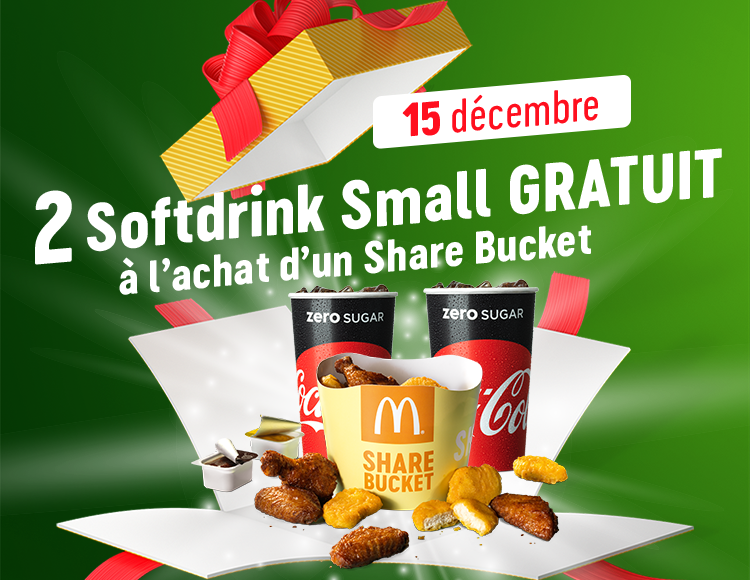 15 décembre
2 Softdrink Small GRATUIT
à l'achat d'un Share Bucket
zero SUGAR
zero SUGAR
M
SHARE
BUCKET